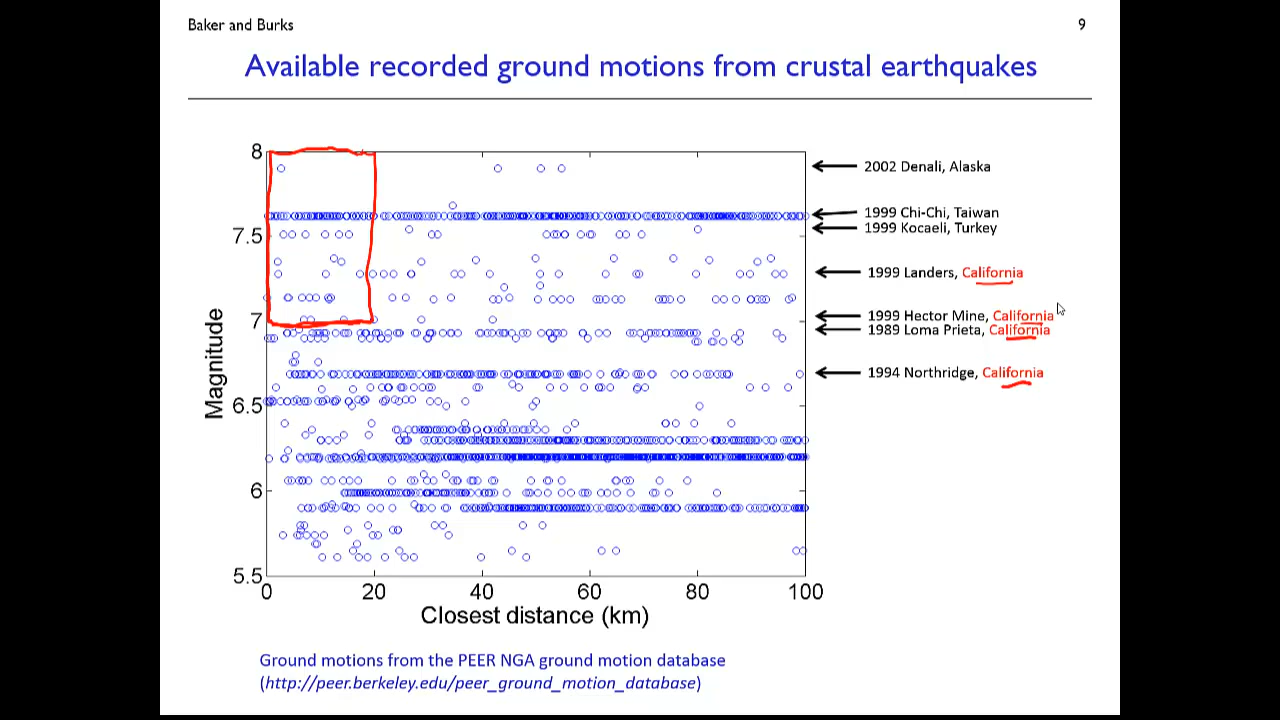 Baker and Burks
9
Available recorded ground motions from crustal earthquakes
8
7.5
7
6.5
6
5.5
Magnitude
0 20 40 60 80 100
Closest distance (km)
2002 Denali, Alaska
1999 Chi-Chi, Taiwan
1999 Kocaeli, Turkey
1999 Landers, California
1999 Hector Mine, California
1989 Loma Prieta, California
1994 Northridge, California
Ground motions from the PEER NGA ground motion database
(http://peer.berkeley.edu/peer_ground_motion_database)